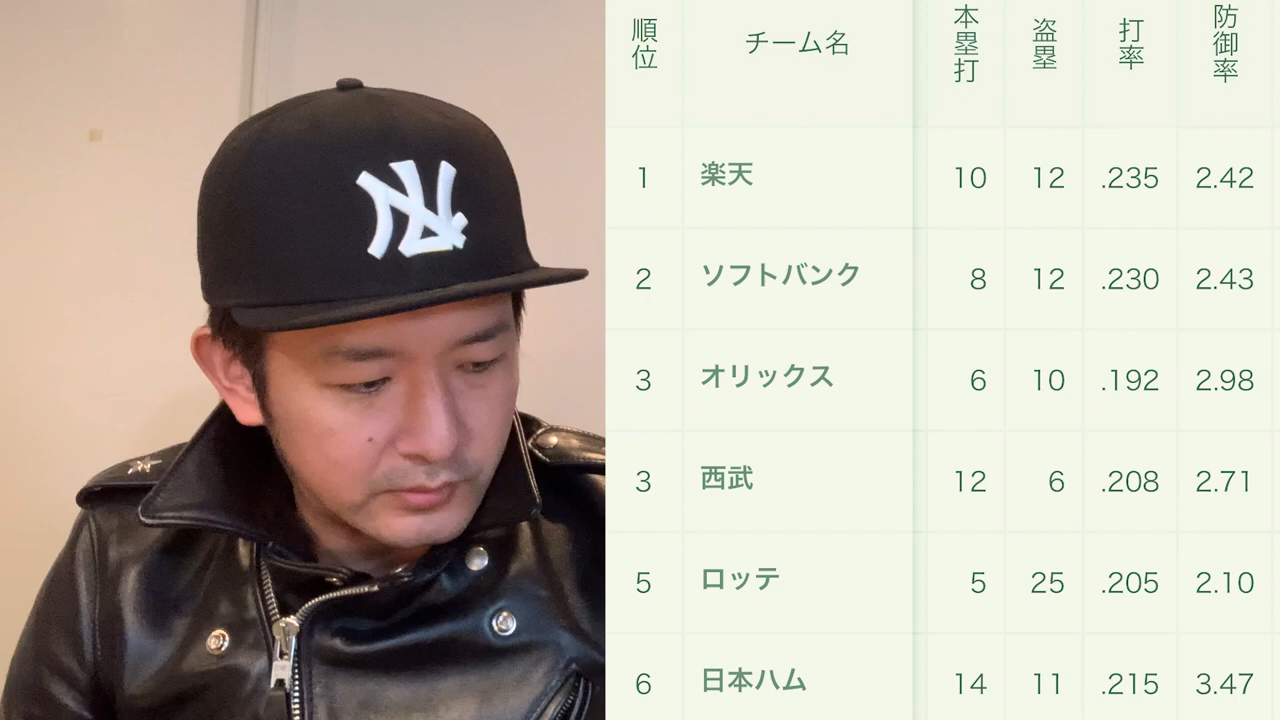 NY
順位 チーム名 本塁打 盗塁 打率 防御率
1 楽天 10 12 .235 2.42
2 ソフトバンク 8 12 .230 2.43
3 オリックス 6 10 .192 2.98
3 西武 12 6 .208 2.71
5 ロッテ 5 25 .205 2.10
6 日本ハム 14 11 .215 3.47